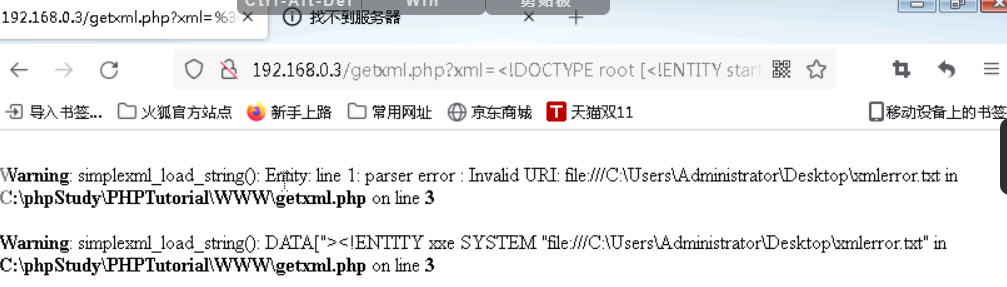 Ctrl-Alt-Del Win 剪贴板
192.168.0.3/getxml.php?xml=%3 找不到服务器
192.168.0.3/getxml.php?xml=<!DOCTYPE root [<!ENTITY start
导入书签... 火狐官方站点 新手上路 常用网址 京东商城 天猫双11 移动设备上的书签
Warning: simplexml_load_string(): Entity: line 1: parser error : Invalid URI: file:///C:\Users\Administrator\Desktop\xmlerror.txt in
C:\phpStudy\PHPTutorial\WWW\getxml.php on line 3
Warning: simplexml_load_string(): DATA["><!ENTITY xxe SYSTEM "file:///C:\Users\Administrator\Desktop\xmlerror.txt" in
C:\phpStudy\PHPTutorial\WWW\getxml.php on line 3